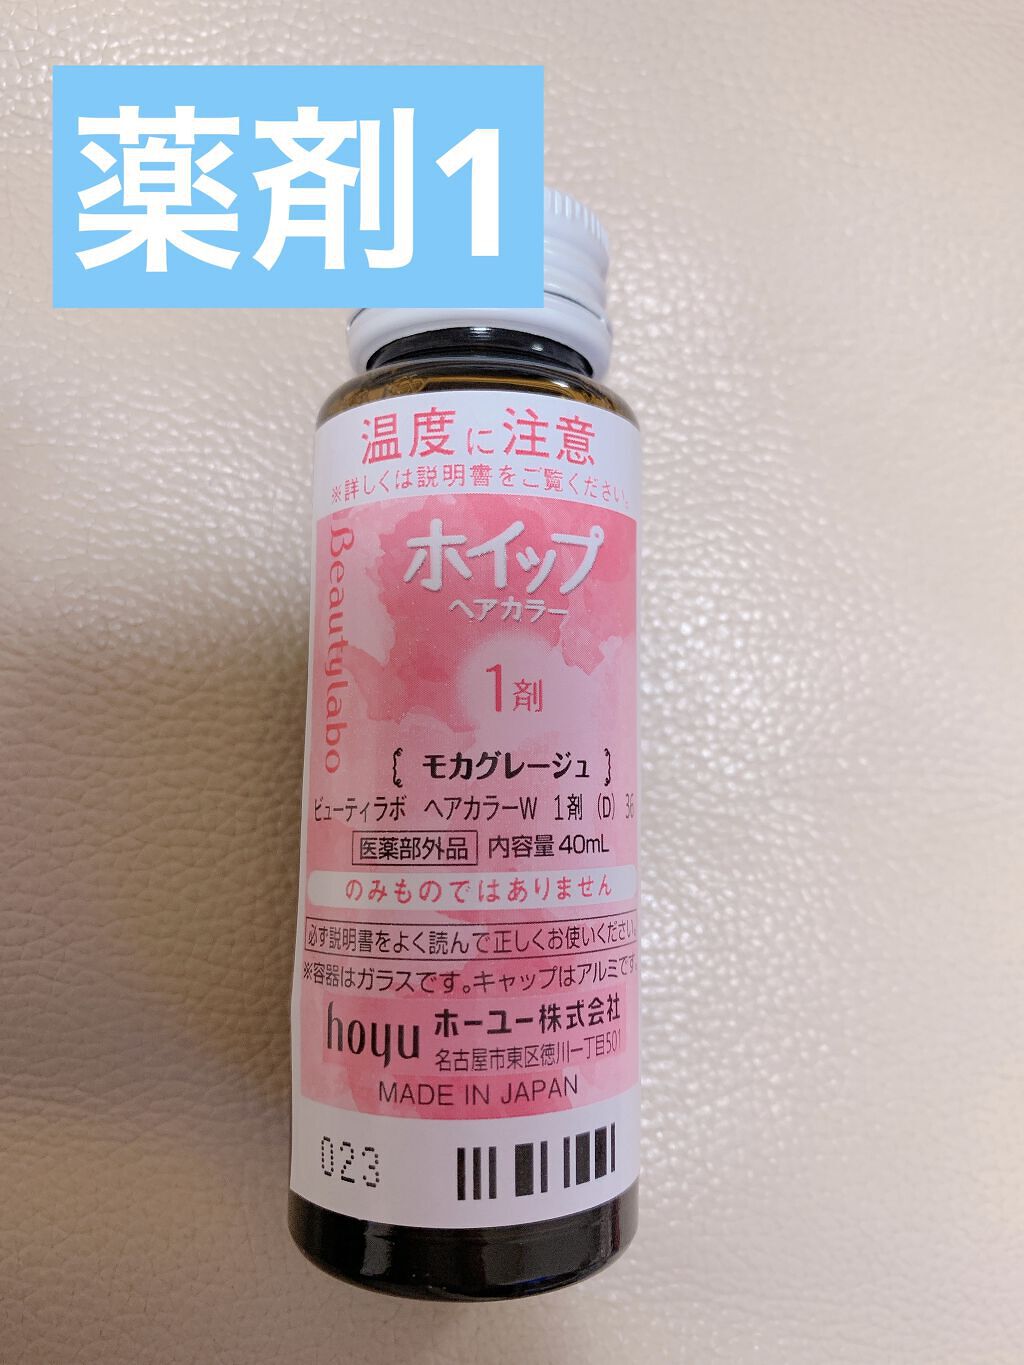 薬剤1
温度に注意
※詳しくは説明書をご覧ください。
Beautylabo
ホイップ
ヘアカラー
1剤
モカグレージュ
ビューティラボ ヘアカラーW 1剤 (D) 36
医薬部外品 内容量40mL
のみものではありません
必ず説明書をよく読んで正しくお使いください。
※容器はガラスです。キャップはアルミです。
hoyu ホーユー株式会社
名古屋市東区徳川一丁目501
MADE IN JAPAN
023